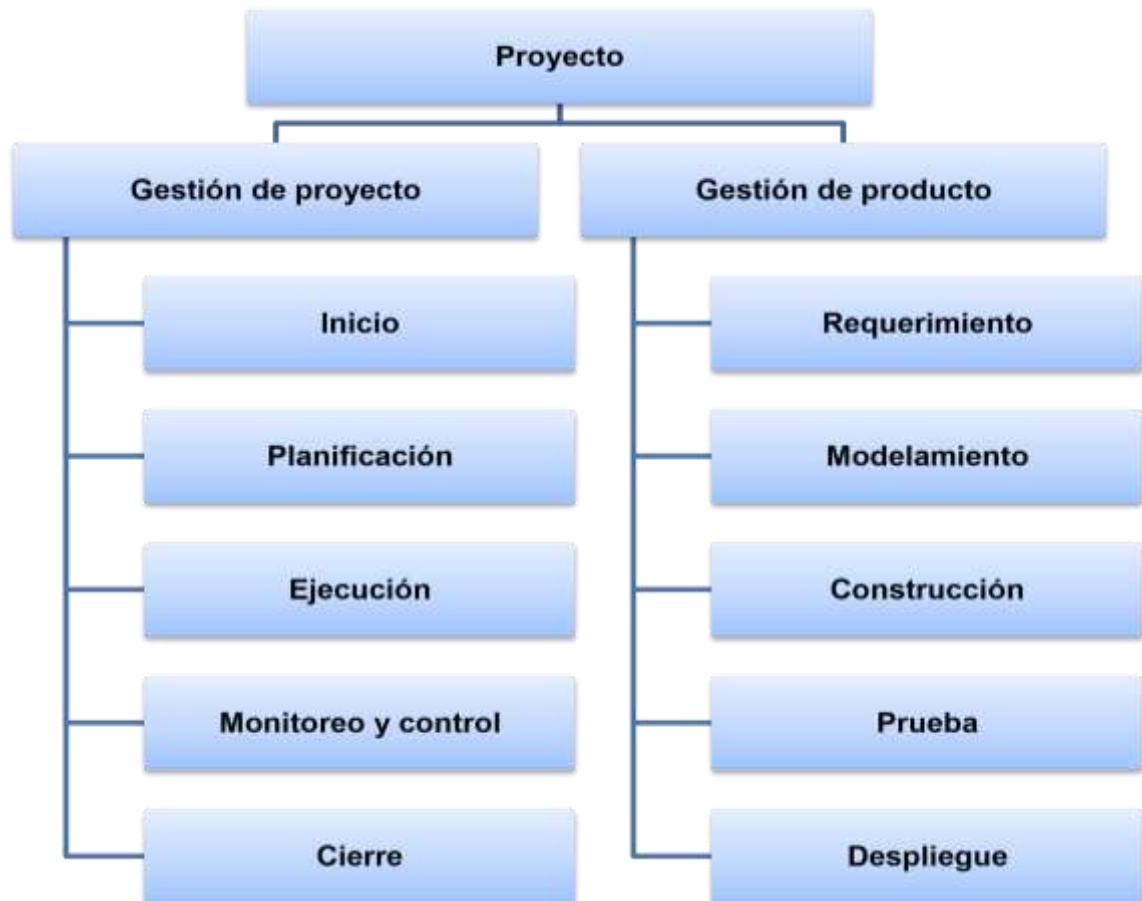 Proyecto
Gestión de proyecto
Inicio
Planificación
Ejecución
Monitoreo y control
Cierre
Gestión de producto
Requerimiento
Modelamiento
Construcción
Prueba
Despliegue